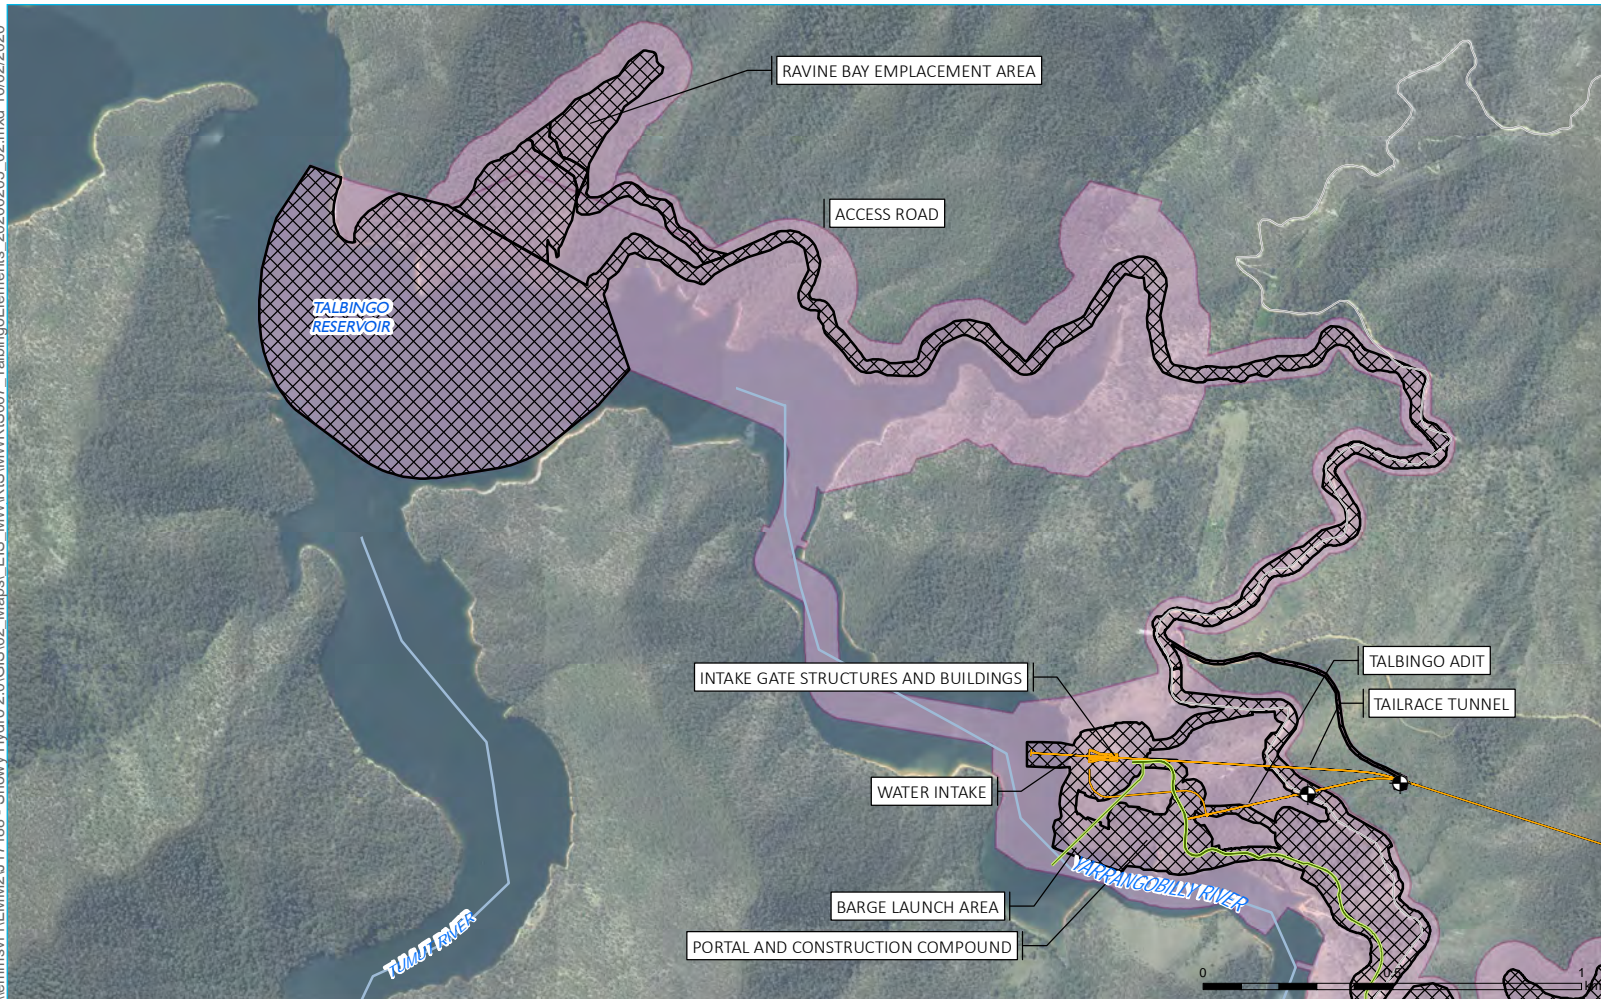 RAVINE BAY EMPLACEMENT AREA
ACCESS ROAD
TALBINGO
RESERVOIR
TALBINGO ADIT
INTAKE GATE STRUCTURES AND BUILDINGS
TAILRACE TUNNEL
WATER INTAKE
YARRANGOBILLY RIVER
BARGE LAUNCH AREA
TUMUT RIVER
PORTAL AND CONSTRUCTION COMPOUND
0 0.5 1
km